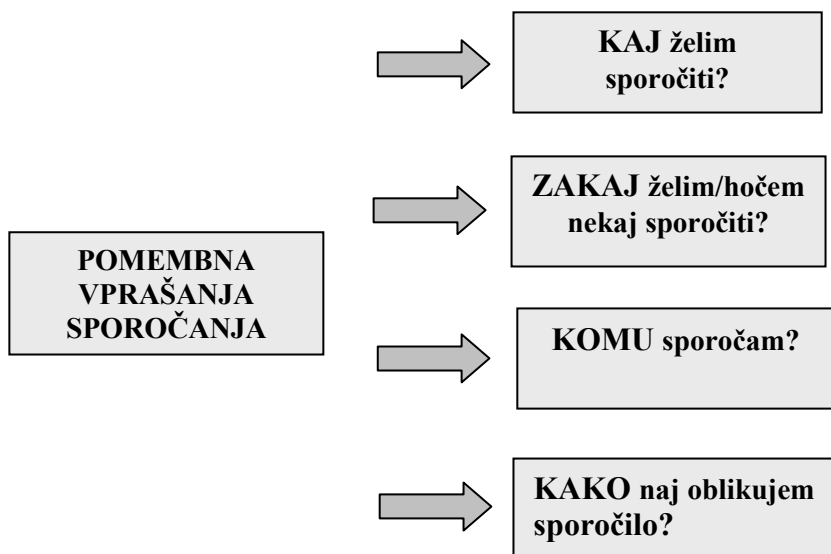 KAJ želim
sporočiti?
ZAKAJ želim/hočem
nekaj sporočiti?
POMEMBNA
VPRAŠANJA
SPOROČANJA
KOMU sporočam?
KAKO naj oblikujem
sporočilo?